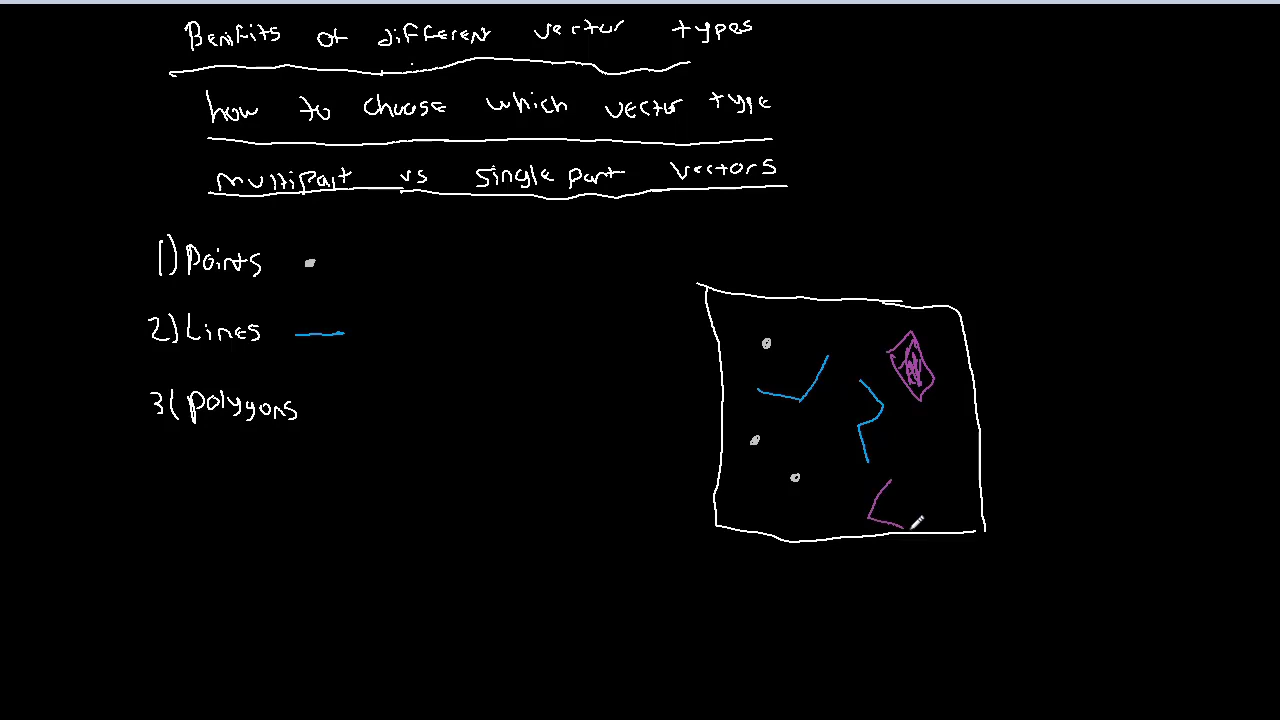 Benifits of different vector types
how to choose which vector type
multipart vs single part vectors
1) Points
2) Lines
3( polygons